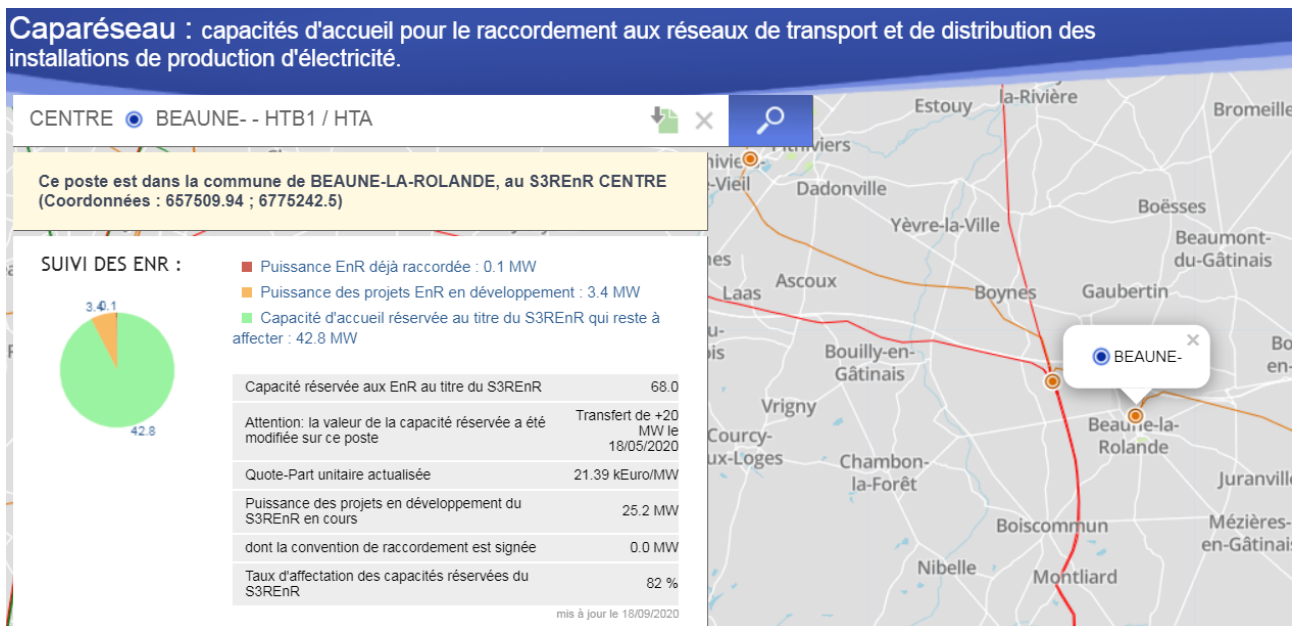 Caparéseau : capacités d'accueil pour le raccordement aux réseaux de transport et de distribution des
installations de production d'électricité.
CENTRE BEAUNE- - HTB1 / HTA
Ce poste est dans la commune de BEAUNE-LA-ROLANDE, au S3REnR CENTRE
(Coordonnées : 657509.94 ; 6775242.5)
SUIVI DES ENR :
Puissance EnR déjà raccordée : 0.1 MW
Puissance des projets EnR en développement : 3.4 MW
Capacité d'accueil réservée au titre du S3REnR qui reste à
affecter : 42.8 MW
3.4
0.1
42.8
Capacité réservée aux EnR au titre du S3REnR 68.0
Attention: la valeur de la capacité réservée a été
modifiée sur ce poste
Transfert de +20
MW le
18/05/2020
Quote-Part unitaire actualisée 21.39 kEuro/MW
Puissance des projets en développement du
S3REnR en cours
25.2 MW
dont la convention de raccordement est signée 0.0 MW
Taux d'affectation des capacités réservées du
S3REnR
82 %
mis à jour le 18/09/2020
Estouy
la-Rivière
Bromeille
-Vieil
Dadonville
Yèvre-la-Ville
Boësses
Beaumont-
du-Gâtinais
Laas
Ascoux
Boynes
Gaubertin
Bouilly-en-
Gâtinais
BEAUNE-
Bo
en-
Vrigny
Courcy-
ux-Loges
Beaune-la-
Rolande
Chambon-
la-Forêt
Juranville
Boiscommun
Mézières-
en-Gâtinais
Nibelle
Montliard